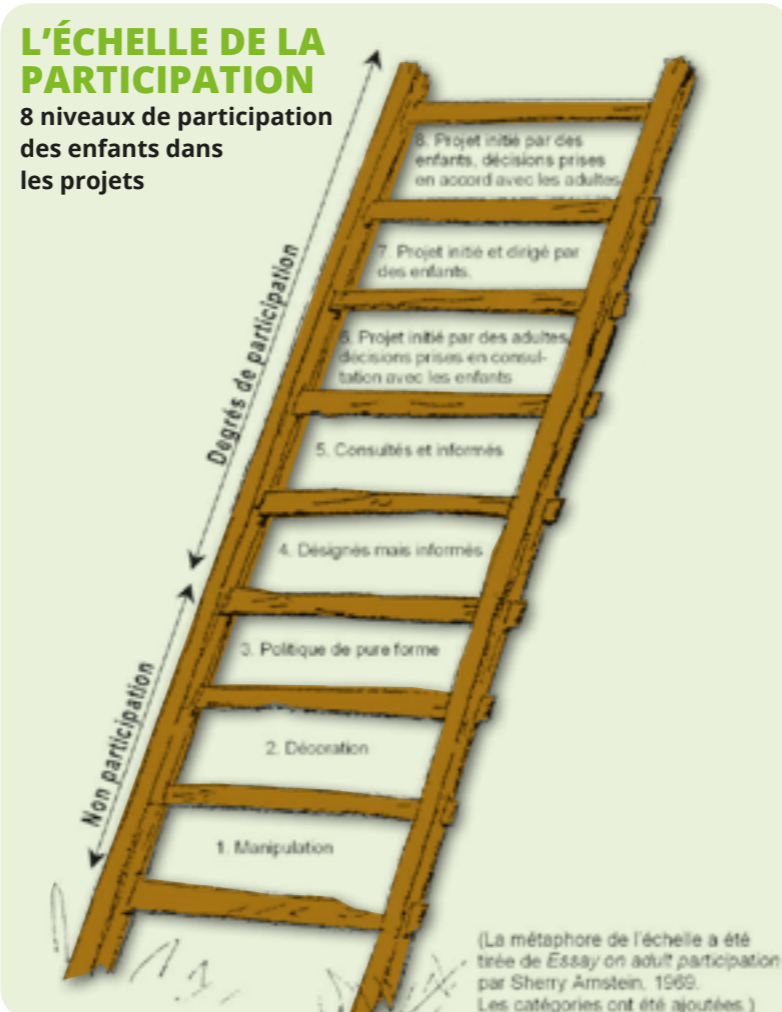 L'ÉCHELLE DE LA
PARTICIPATION
8 niveaux de participation
des enfants dans
les projets
Degrés de participation
Non participation
8. Projet initié par des
enfants, décisions prises
en accord avec les adultes
7. Projet initié et dirigé par
des enfants.
6. Projet initié par des adultes,
décisions prises en consul-
tation avec les enfants
5. Consultés et informés
4. Désignés mais informés
3. Politique de pure forme
2. Décoration
1. Manipulation
(La métaphore de l'échelle a été
tirée de Essay on adult participation
par Sherry Arnstein, 1969.
Les catégories ont été ajoutées.)